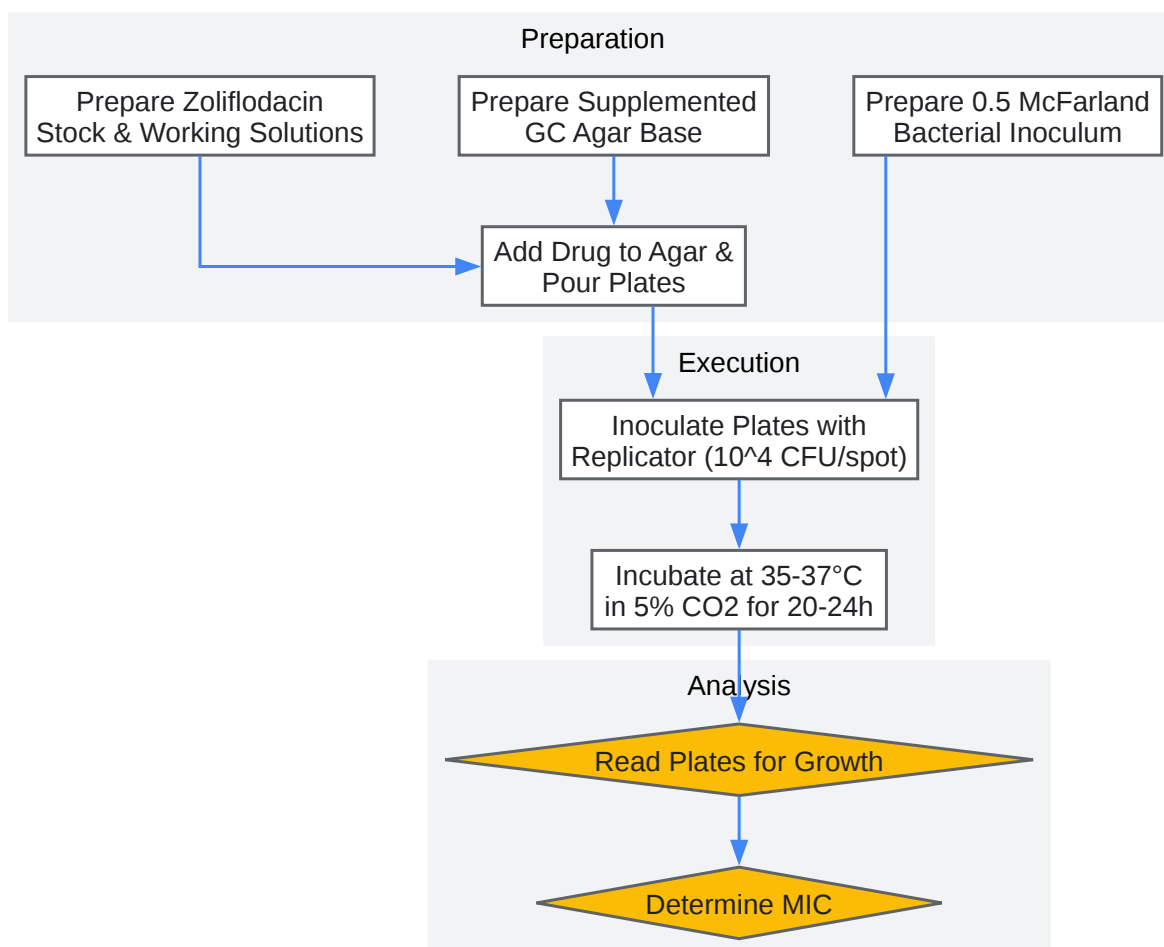 Preparation
Prepare Zoliflodacin
Stock & Working Solutions
Prepare Supplemented
GC Agar Base
Prepare 0.5 McFarland
Bacterial Inoculum
Add Drug to Agar &
Pour Plates
Execution
Inoculate Plates with
Replicator (10^4 CFU/spot)
Incubate at 35-37°C
in 5% CO2 for 20-24h
Analysis
Read Plates for Growth
Determine MIC